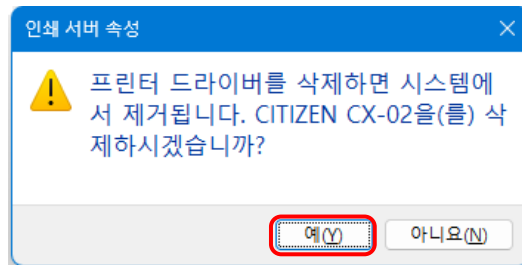 인쇄 서버 속성
프린터 드라이버를 삭제하면 시스템에
서 제거됩니다. CITIZEN CX-02을(를) 삭
제하시겠습니까?
예(Y) 아니요(N)